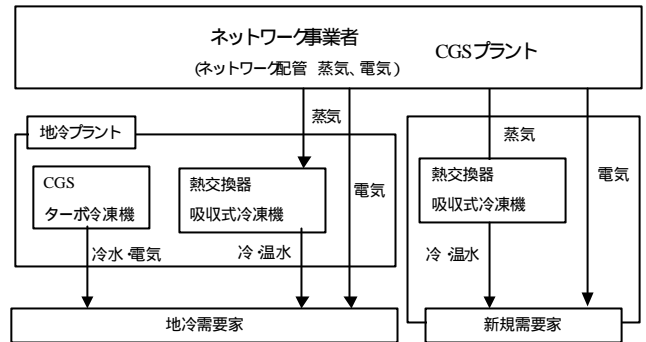 ネットワーク事業者
CGSプラント
(ネットワーク配管 蒸気、電気)
地冷プラント
蒸気
蒸気
CGS
ターボ冷凍機
熱交換器
吸収式冷凍機
電気
熱交換器
吸収式冷凍機
電気
冷水・電気
冷・温水
冷・温水
地冷需要家
新規需要家